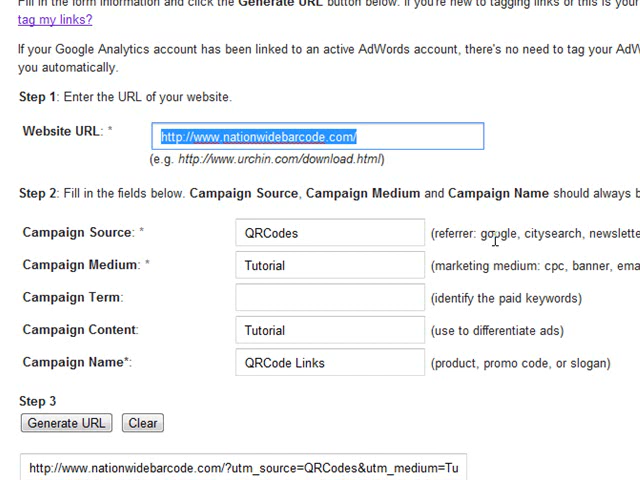 Fill in the form information and click the Generate URL button below. If you're new to tagging links or this is your
tag my links?
If your Google Analytics account has been linked to an active AdWords account, there's no need to tag your AdW
you automatically.
Step 1: Enter the URL of your website.
Website URL: * http://www.nationwidebarcode.com/
(e.g. http://www.urchin.com/download.html)
Step 2: Fill in the fields below. Campaign Source, Campaign Medium and Campaign Name should always b
Campaign Source: * QRCodes (referrer: google, citysearch, newslette
Campaign Medium: * Tutorial (marketing medium: cpc, banner, ema
Campaign Term: (identify the paid keywords)
Campaign Content: Tutorial (use to differentiate ads)
Campaign Name*: QRCode Links (product, promo code, or slogan)
Step 3
Generate URL Clear
http://www.nationwidebarcode.com/?utm_source=QRCodes&utm_medium=Tu